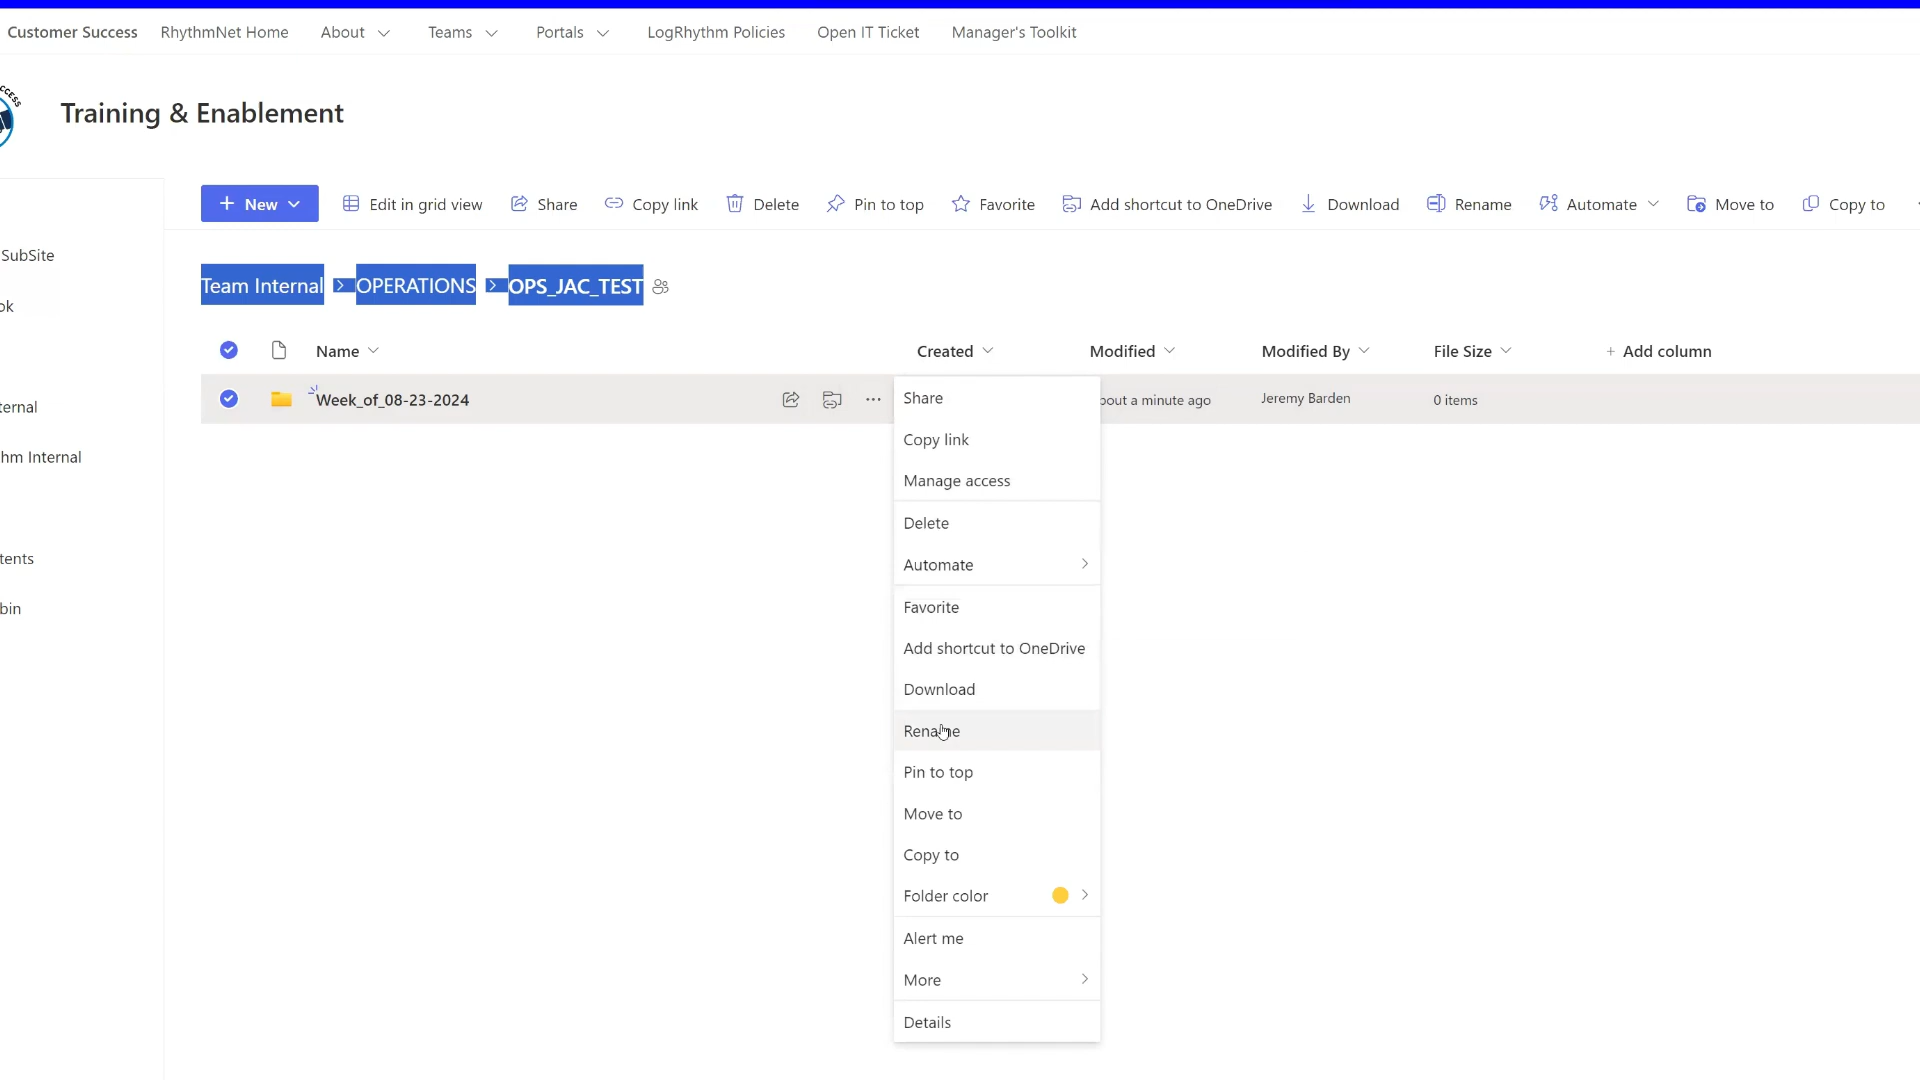 Customer Success RhythmNet Home About Teams Portals LogRhythm Policies Open IT Ticket Manager's Toolkit
CCESS
Training & Enablement
+ New Edit in grid view Share Copy link Delete Pin to top Favorite Add shortcut to OneDrive Download Rename Automate Move to Copy to
SubSite
ok
ternal
hm Internal
tents
bin
Team Internal > OPERATIONS > OPS_JAC_TEST
Name Created Modified Modified By File Size + Add column
Week_of_08-23-2024 bout a minute ago Jeremy Barden 0 items
Share
Copy link
Manage access
Delete
Automate
Favorite
Add shortcut to OneDrive
Download
Rename
Pin to top
Move to
Copy to
Folder color
Alert me
More
Details